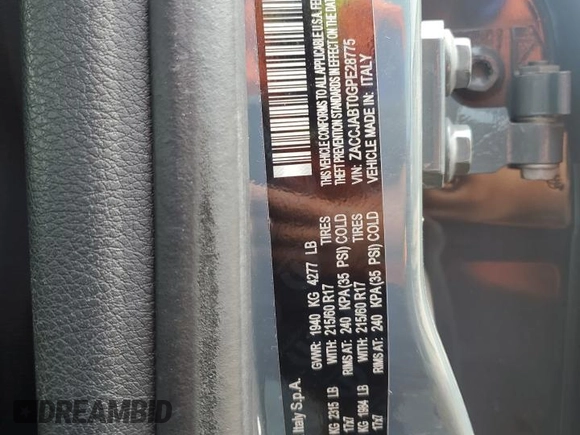 Italy S.p.A.
GVWR: 1940 KG 4277 LB
KG 2315 LB WITH: 215/60 R17 TIRES
17x7 RIMS AT: 240 KPA(35 PSI) COLD
KG 1984 LB WITH: 215/60 R17 TIRES
17x7 RIMS AT: 240 KPA(35 PSI) COLD
THIS VEHICLE CONFORMS TO ALL APPLICABLE U.S.A. FE
THEFT PREVENTION STANDARDS IN EFFECT ON THE DAT
VIN: ZACCJABT0GPE28775
VEHICLE MADE IN: ITALY
DREAMBID